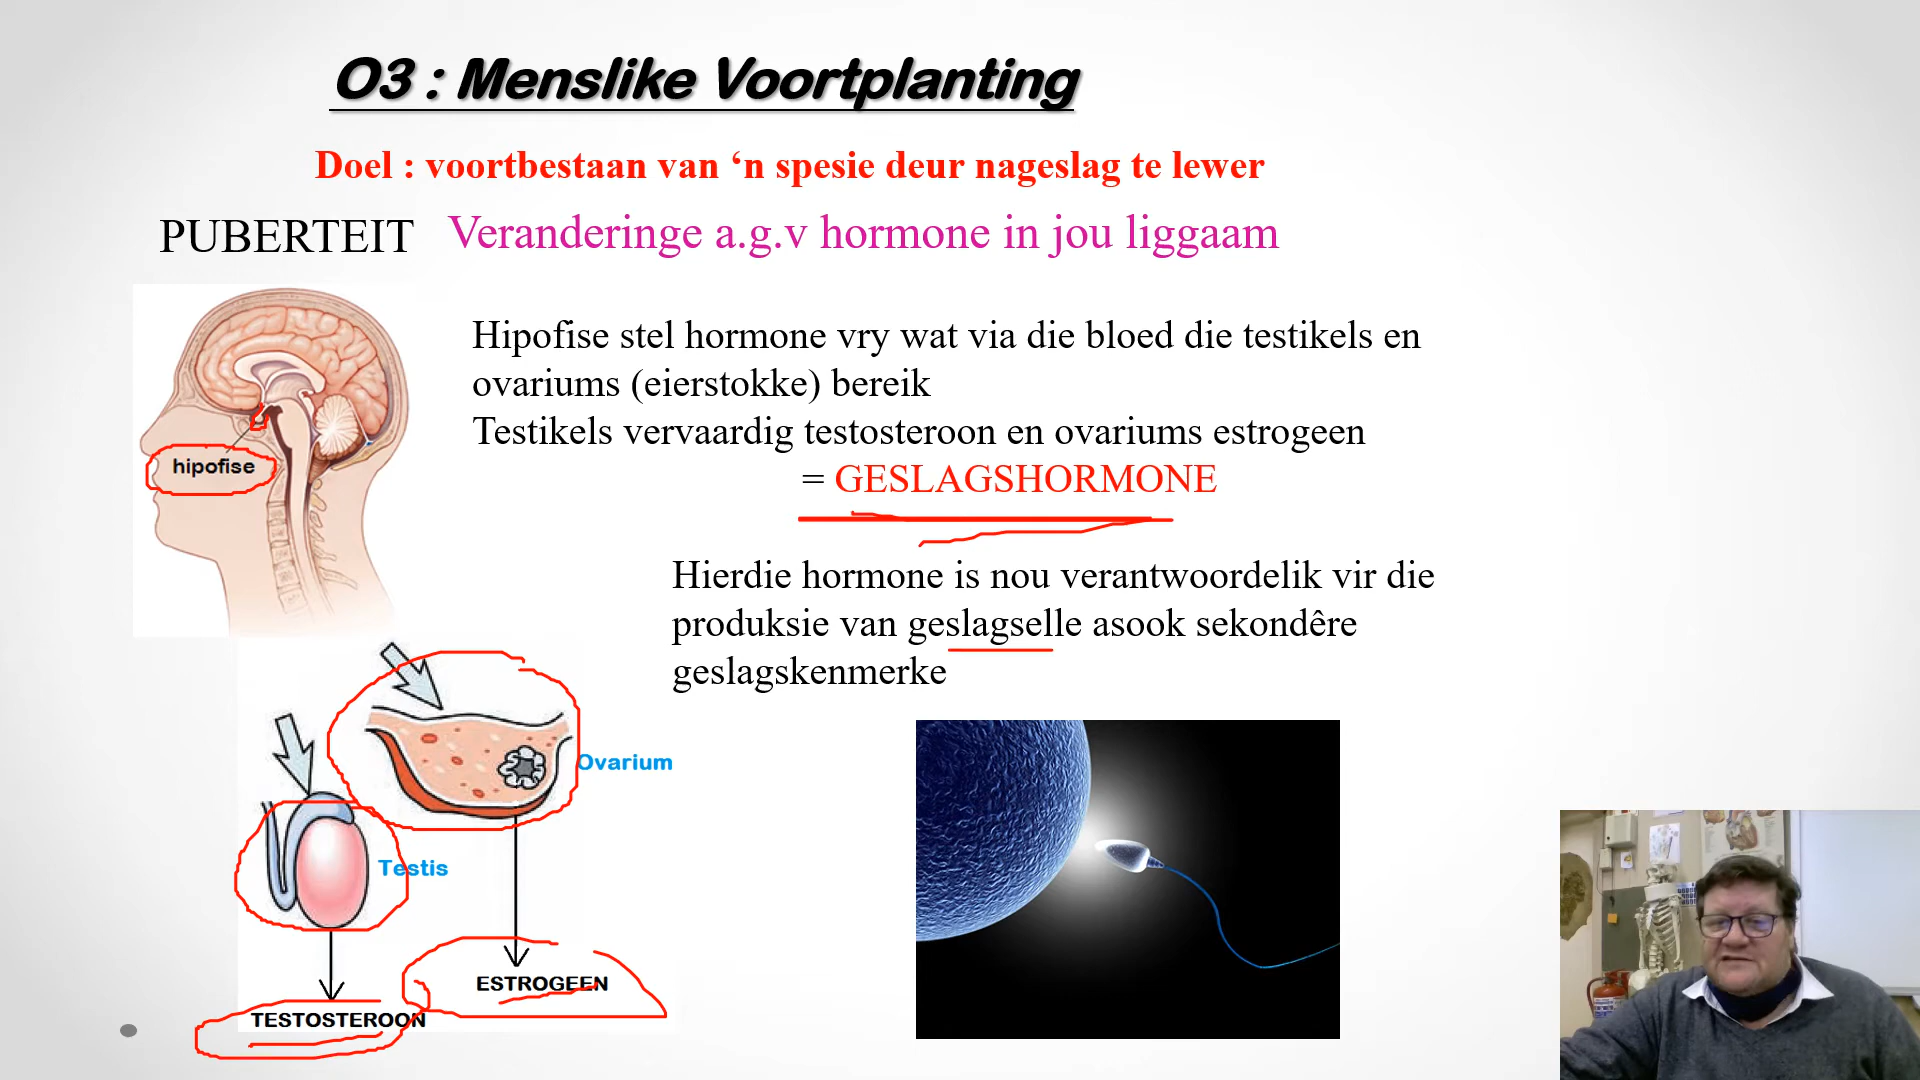 O3 : Menslike Voortplanting
Doel : voortbestaan van ‘n spesie deur nageslag te lewer
PUBERTEIT
Veranderinge a.g.v hormone in jou liggaam
Hipofise stel hormone vry wat via die bloed die testikels en
ovariums (eierstokke) bereik
Testikels vervaardig testosteroon en ovariums estrogeen
= GESLAGSHORMONE
hipofise
Hierdie hormone is nou verantwoordelik vir die
produksie van geslagselle asook sekondêre
geslagskenmerke
Ovarium
Testis
ESTROGEEN
TESTOSTEROON